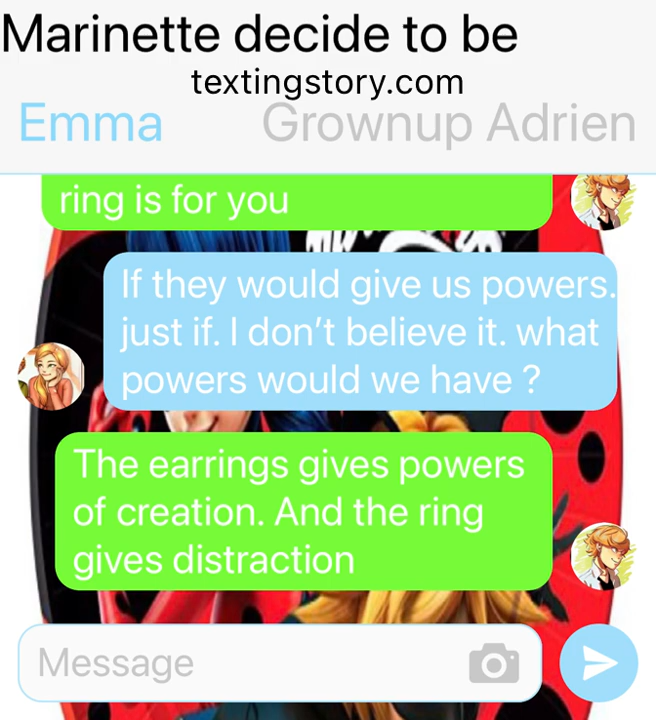 Marinette decide to be
textingstory.com
Emma Grownup Adrien
ring is for you
If they would give us powers.
just if. I don’t believe it. what
powers would we have ?
The earrings gives powers
of creation. And the ring
gives distraction
Message